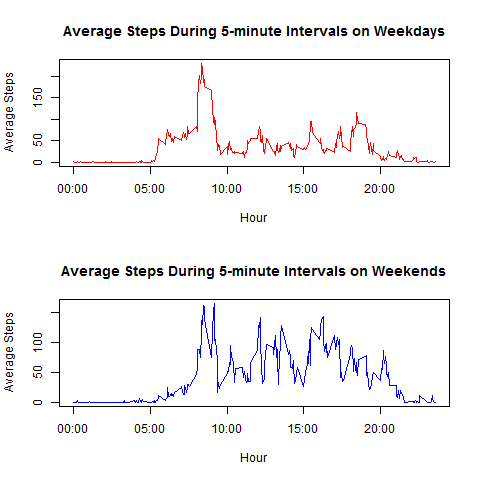 Average Steps During 5-minute Intervals on Weekdays
Average Steps
150
50
0
00:00 05:00 10:00 15:00 20:00
Hour
Average Steps During 5-minute Intervals on Weekends
Average Steps
100
50
0
00:00 05:00 10:00 15:00 20:00
Hour